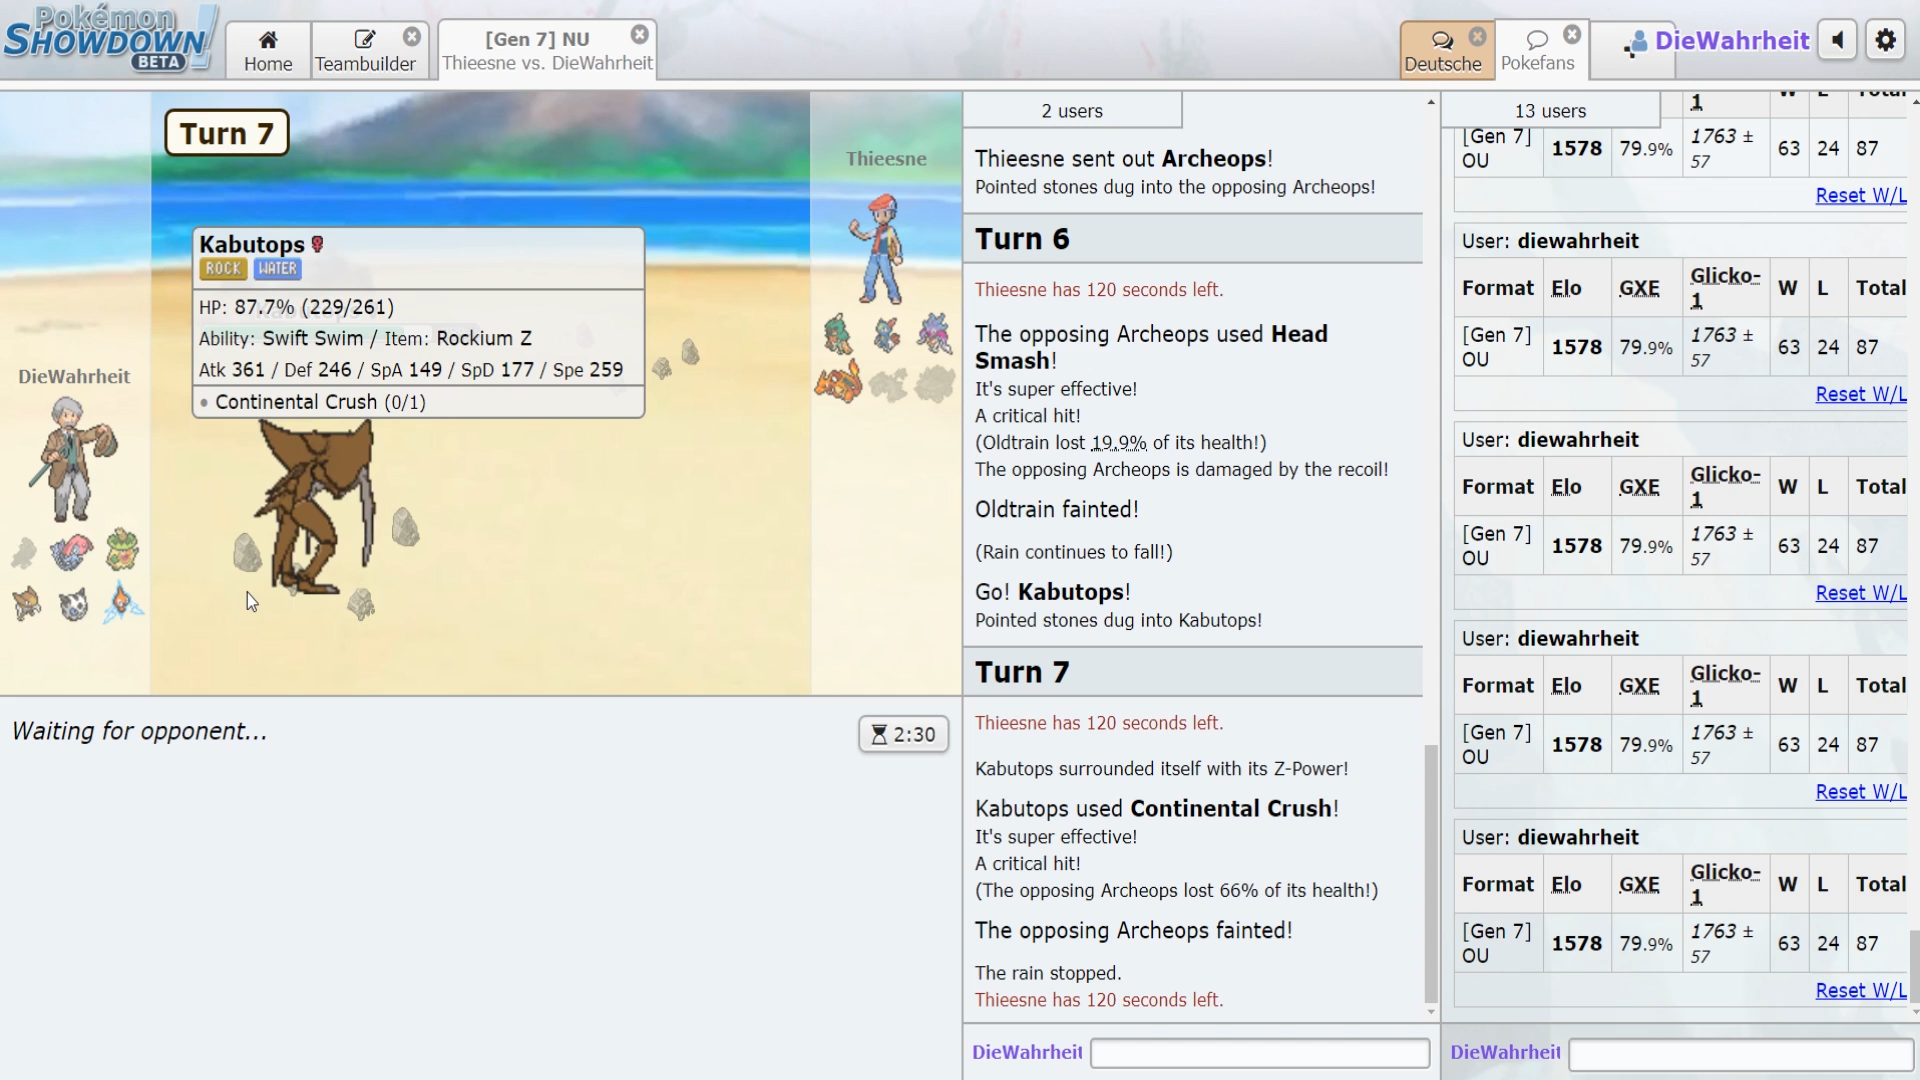 Pokémon
SHOWDOWN!
BETA
Home
Teambuilder
[Gen 7] NU
Thieesne vs. DieWahrheit
Deutsche
Pokefans
DieWahrheit
Turn 7
Thieesne
DieWahrheit
Kabutops
ROCK WATER
HP: 87.7% (229/261)
Ability: Swift Swim / Item: Rockium Z
Atk 361 / Def 246 / SpA 149 / SpD 177 / Spe 259
• Continental Crush (0/1)
Waiting for opponent...
2:30
2 users
Thieesne sent out Archeops!
Pointed stones dug into the opposing Archeops!
Turn 6
Thieesne has 120 seconds left.
The opposing Archeops used Head
Smash!
It's super effective!
A critical hit!
(Oldtrain lost 19.9% of its health!)
The opposing Archeops is damaged by the recoil!
Oldtrain fainted!
(Rain continues to fall!)
Go! Kabutops!
Pointed stones dug into Kabutops!
Turn 7
Thieesne has 120 seconds left.
Kabutops surrounded itself with its Z-Power!
Kabutops used Continental Crush!
It's super effective!
A critical hit!
(The opposing Archeops lost 66% of its health!)
The opposing Archeops fainted!
The rain stopped.
Thieesne has 120 seconds left.
DieWahrheit
13 users
1 W L Total
[Gen 7] OU 1578 79.9% 1763 ± 57 63 24 87
Reset W/L
User: diewahrheit
Format Elo GXE Glicko-1 W L Total
[Gen 7] OU 1578 79.9% 1763 ± 57 63 24 87
Reset W/L
User: diewahrheit
Format Elo GXE Glicko-1 W L Total
[Gen 7] OU 1578 79.9% 1763 ± 57 63 24 87
Reset W/L
User: diewahrheit
Format Elo GXE Glicko-1 W L Total
[Gen 7] OU 1578 79.9% 1763 ± 57 63 24 87
Reset W/L
User: diewahrheit
Format Elo GXE Glicko-1 W L Total
[Gen 7] OU 1578 79.9% 1763 ± 57 63 24 87
Reset W/L
DieWahrheit